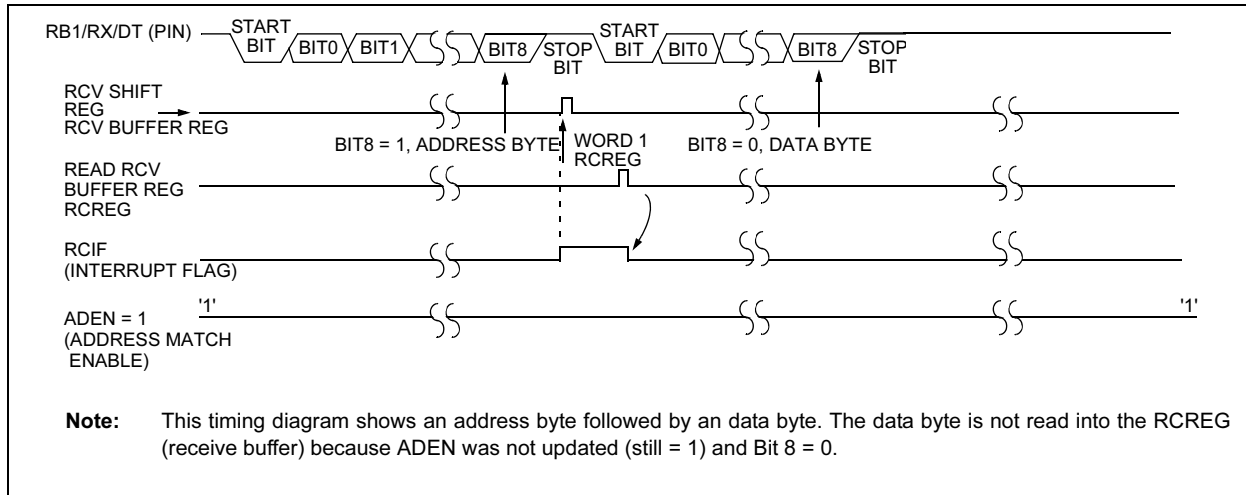 RB1/RX/DT (PIN)
START
BIT
BIT0
BIT1
BIT8
STOP
BIT
START
BIT
BIT0
BIT8
STOP
BIT
RCV SHIFT
REG
RCV BUFFER REG
BIT8 = 1, ADDRESS BYTE
WORD 1
RCREG
BIT8 = 0, DATA BYTE
READ RCV
BUFFER REG
RCREG
RCIF
(INTERRUPT FLAG)
'1'
'1'
ADEN = 1
(ADDRESS MATCH
ENABLE)
Note: This timing diagram shows an address byte followed by an data byte. The data byte is not read into the RCREG
(receive buffer) because ADEN was not updated (still = 1) and Bit 8 = 0.